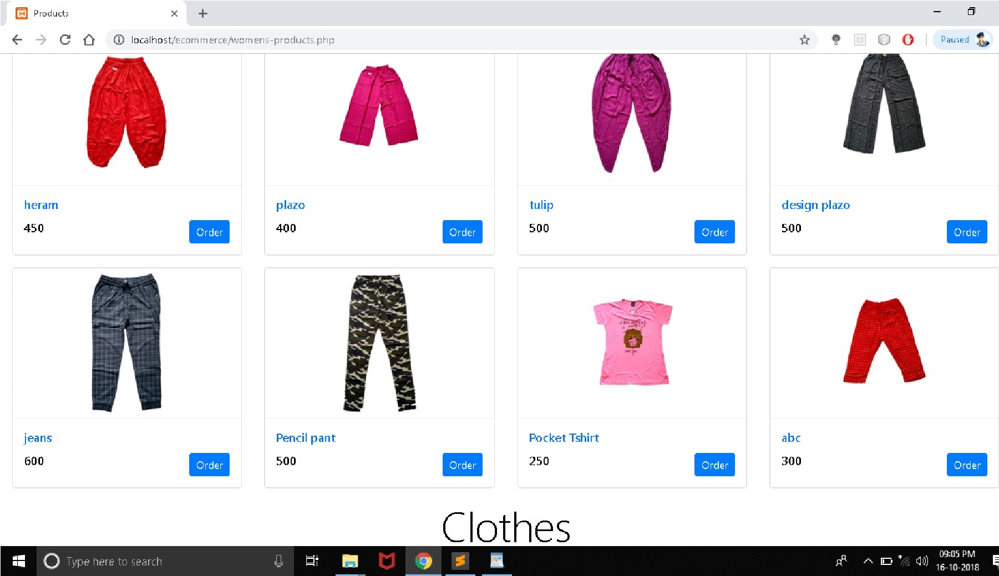 Products
localhost/ecommerce/womens-products.php
Paused
heram
450
Order
plazo
400
Order
tulip
500
Order
design plazo
500
Order
jeans
600
Order
Pencil pant
500
Order
Pocket Tshirt
250
Order
abc
300
Order
Clothes
Type here to search
09:05 PM
16-10-2018